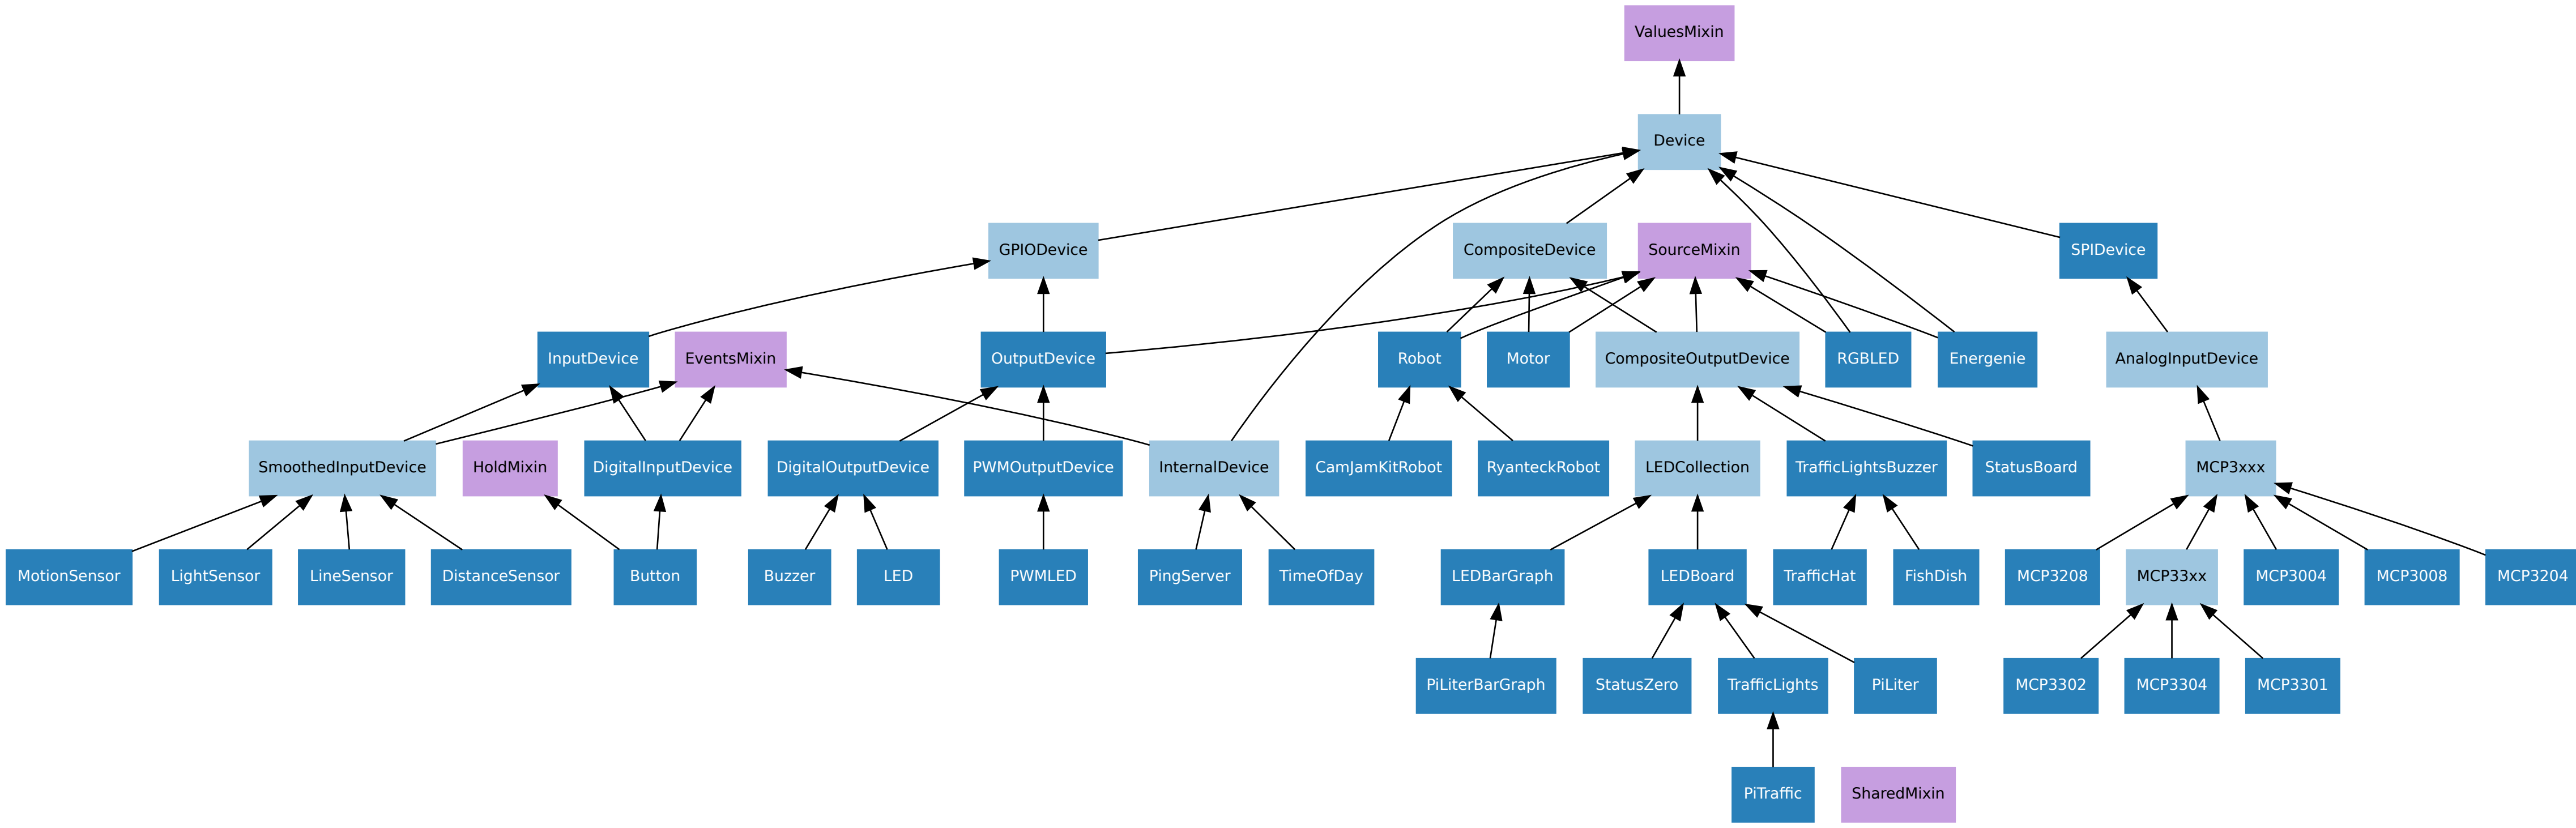 ValuesMixin
Device
GPIODevice
CompositeDevice
SourceMixin
SPIDevice
InputDevice
EventsMixin
OutputDevice
Robot
Motor
CompositeOutputDevice
RGBLED
Energenie
AnalogInputDevice
SmoothedInputDevice
HoldMixin
DigitalInputDevice
DigitalOutputDevice
PWMOutputDevice
InternalDevice
CamJamKitRobot
RyanteckRobot
LEDCollection
TrafficLightsBuzzer
StatusBoard
MCP3xxx
MotionSensor
LightSensor
LineSensor
DistanceSensor
Button
Buzzer
LED
PWMLED
PingServer
TimeOfDay
LEDBarGraph
LEDBoard
TrafficHat
FishDish
MCP3208
MCP33xx
MCP3004
MCP3008
MCP3204
PiLiterBarGraph
StatusZero
TrafficLights
PiLiter
MCP3302
MCP3304
MCP3301
PiTraffic
SharedMixin